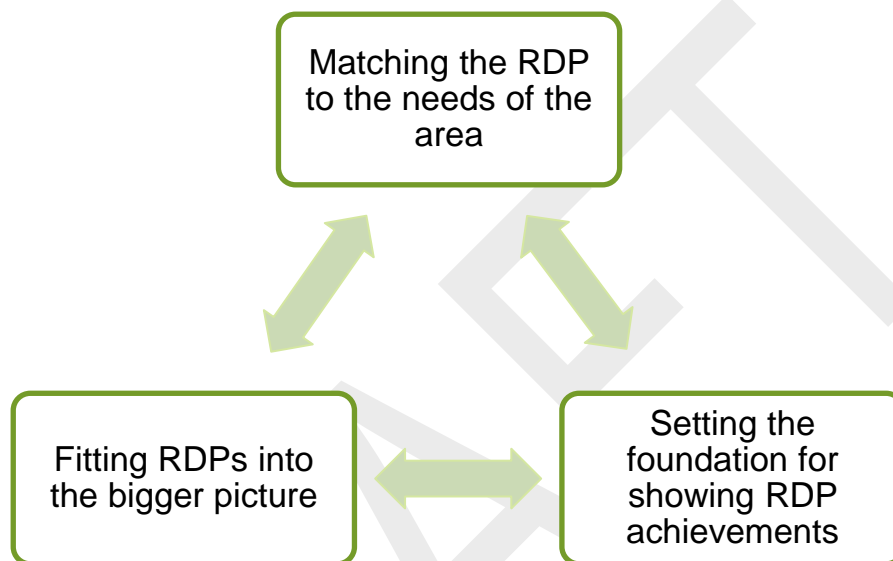 Matching the RDP
to the needs of the
area
Fitting RDPs into
the bigger picture
Setting the
foundation for
showing RDP
achievements